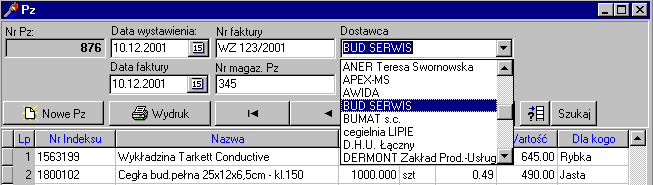 Pz
Nr Pz: Data wystawienia: Nr faktury Dostawca
876 10.12.2001 15 WZ 123/2001 BUD SERWIS
Data faktury Nr magaz. Pz
10.12.2001 15 345
ANER Teresa Swornowska
APEX-MS
AWIDA
BUD SERWIS
BUMAT s.c.
cegielnia LIPIE
D.H.U. Łączny
DERMONT Zakład Prod.-Usług
Nowe Pz Wydruk Szukaj
Lp Nr Indeksu Nazwa Wartość Dla kogo
1 1563199 Wykładzina Tarkett Conductive 645.00 Rybka
2 1800102 Cegła bud.pełna 25x12x6,5cm - kl.150 1000.000 szt 0.49 490.00 Jasta